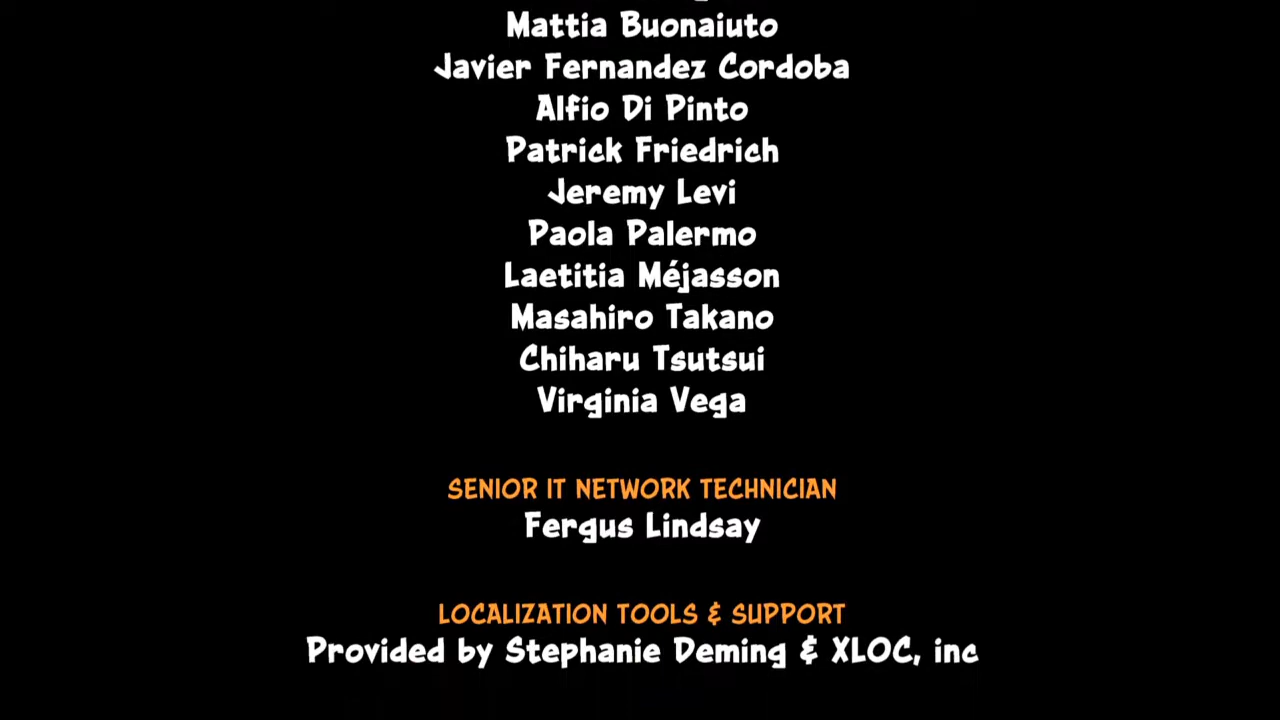 Mattia Buonaiuto
Javier Fernandez Cordoba
Alfio Di Pinto
Patrick Friedrich
Jeremy Levi
Paola Palermo
Laetitia Méjasson
Masahiro Takano
Chiharu Tsutsui
Virginia Vega
SENIOR IT NETWORK TECHNICIAN
Fergus Lindsay
LOCALIZATION TOOLS & SUPPORT
Provided by Stephanie Deming & XLOC, inc